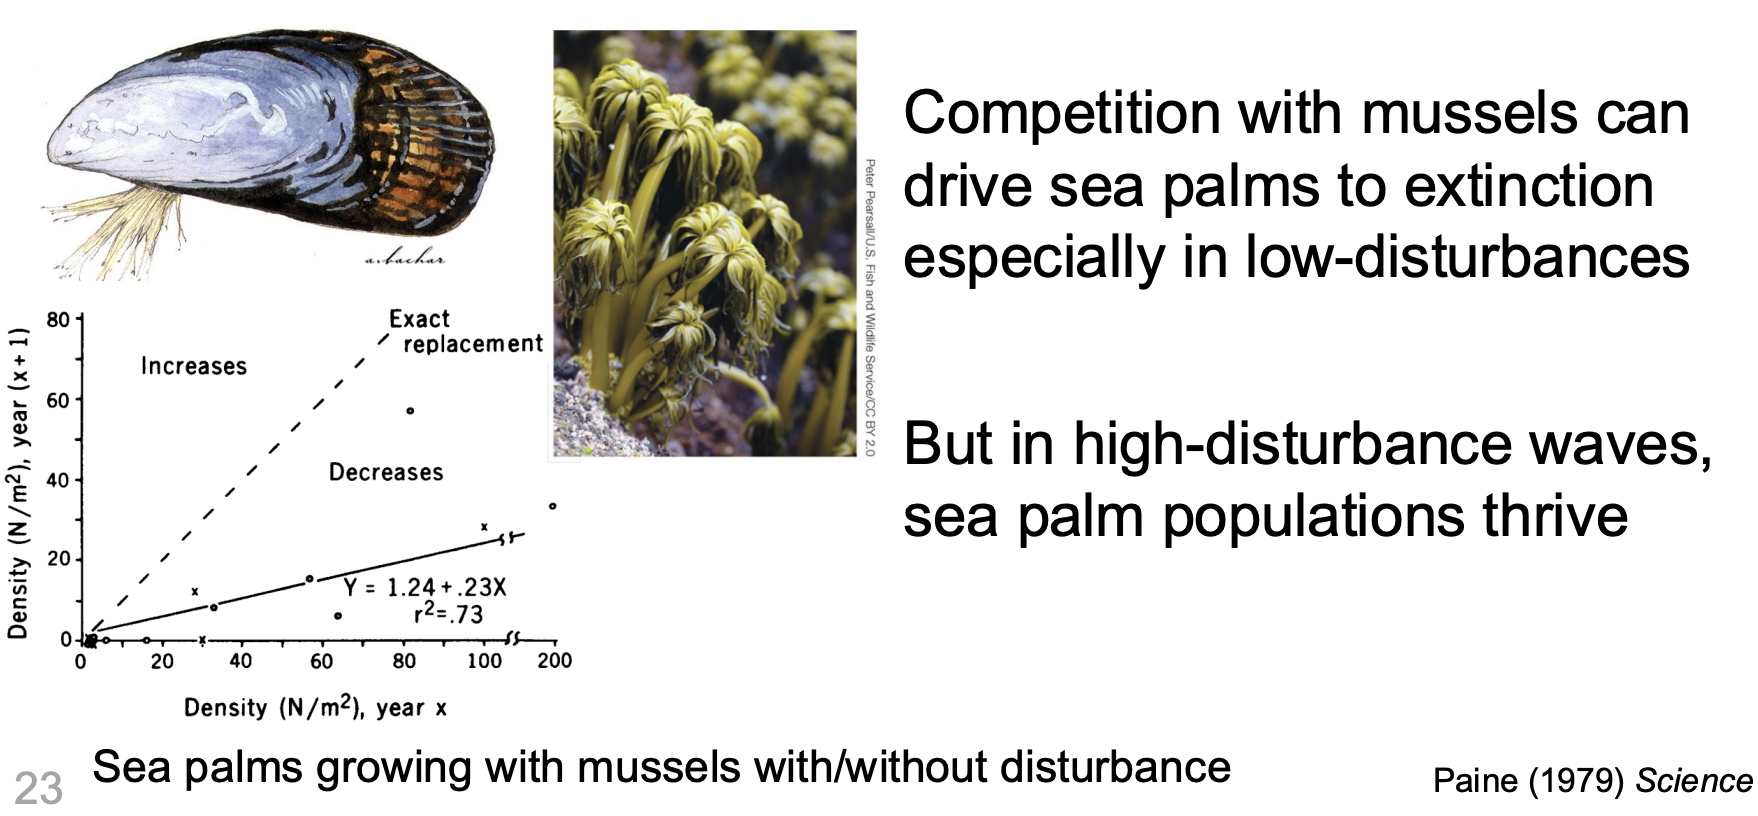 a.bachar
Peter Pearsall/U.S. Fish and Wildlife Service/CC BY 2.0
Competition with mussels can
drive sea palms to extinction
especially in low-disturbances
But in high-disturbance waves,
sea palm populations thrive
Density (N/m²), year (x+1)
80
60
40
20
0
Increases
Exact
replacement
Decreases
Y = 1.24+.23X
r²=.73
0 20 40 60 80 100 200
Density (N/m²), year x
Sea palms growing with mussels with/without disturbance
23
Paine (1979) Science